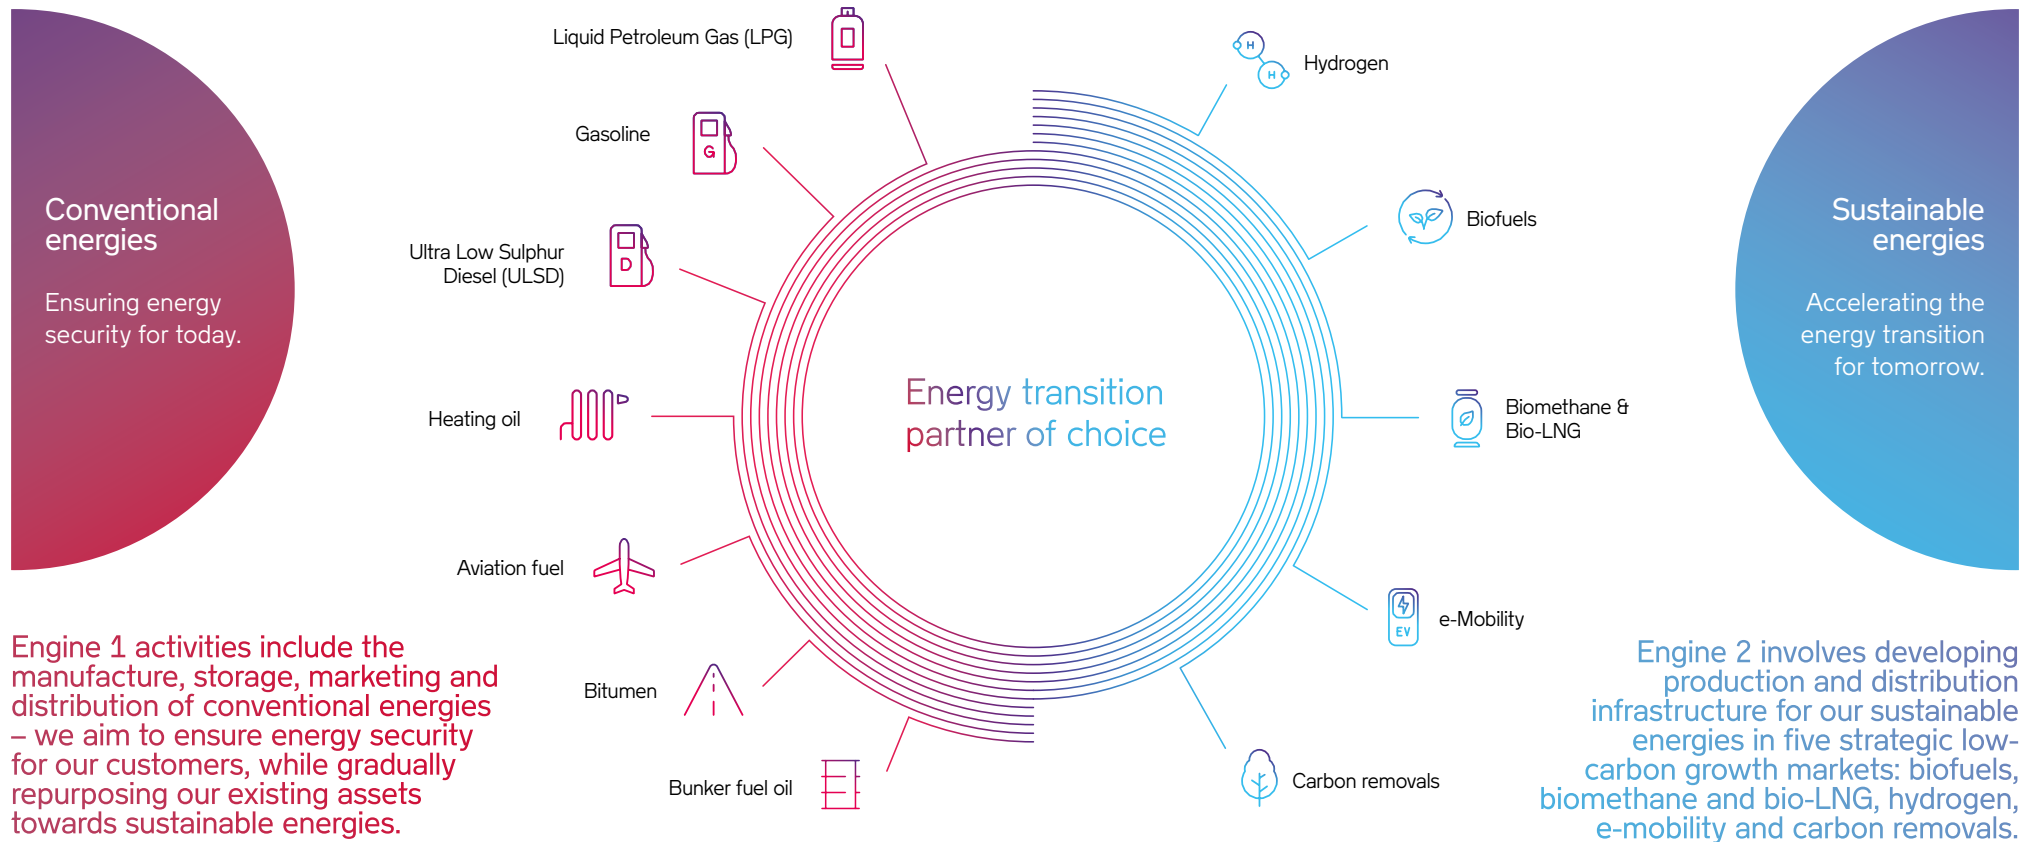 Conventional
energies
Ensuring energy
security for today.
Engine 1 activities include the
manufacture, storage, marketing and
distribution of conventional energies
– we aim to ensure energy security
for our customers, while gradually
repurposing our existing assets
towards sustainable energies.
Liquid Petroleum Gas (LPG)
Gasoline
G
Ultra Low Sulphur
Diesel (ULSD)
D
Heating oil
Aviation fuel
Bitumen
Bunker fuel oil
Energy transition
partner of choice
H
H
Hydrogen
Biofuels
Biomethane &
Bio-LNG
EV
e-Mobility
Carbon removals
Sustainable
energies
Accelerating the
energy transition
for tomorrow.
Engine 2 involves developing
production and distribution
infrastructure for our sustainable
energies in five strategic low-
carbon growth markets: biofuels,
biomethane and bio-LNG, hydrogen,
e-mobility and carbon removals.